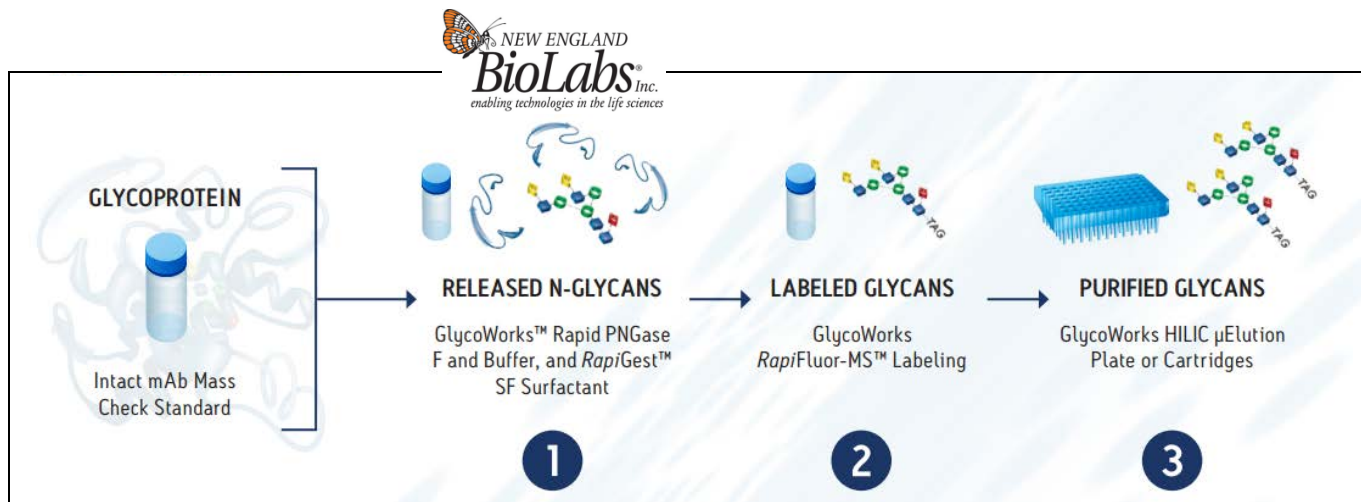 NEW ENGLAND
BioLabs® Inc.
enabling technologies in the life sciences
GLYCOPROTEIN
Intact mAb Mass
Check Standard
RELEASED N-GLYCANS
GlycoWorks™ Rapid PNGase
F and Buffer, and RapiGest™
SF Surfactant
1
TAG
LABELED GLYCANS
GlycoWorks
RapiFluor-MS™ Labeling
2
TAG
TAG
PURIFIED GLYCANS
GlycoWorks HILIC µElution
Plate or Cartridges
3